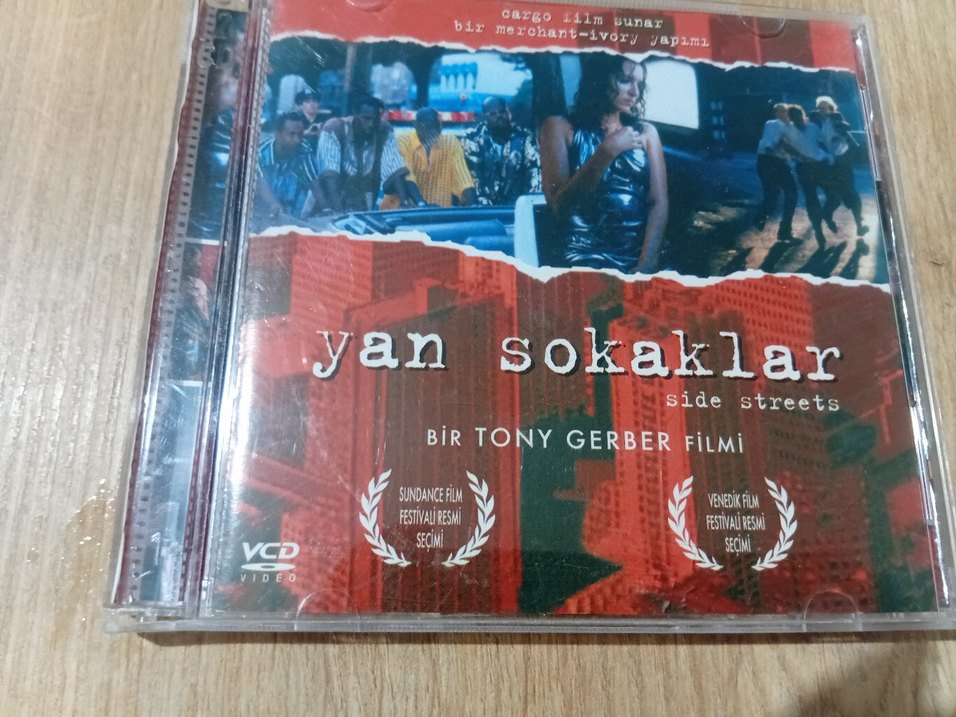 cargo film sunar
bir merchant-ivory yapımı
yan sokaklar
side streets
BİR TONY GERBER FİLMİ
SUNDANCE FİLM
FESTİVALİ RESMİ
SEÇİMİ
VENEDİK FİLM
FESTİVALİ RESMİ
SEÇİMİ
VCD
VIDEO